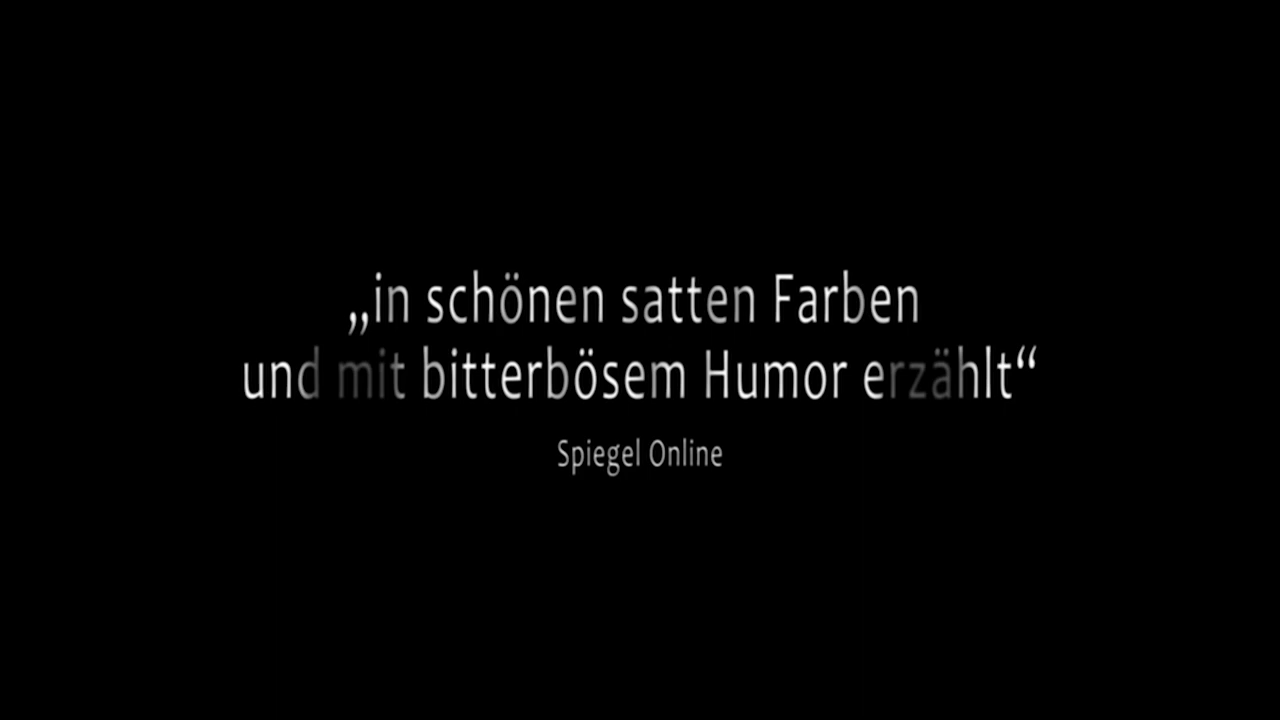 „in schönen satten Farben
und mit bitterbösem Humor erzählt“
Spiegel Online